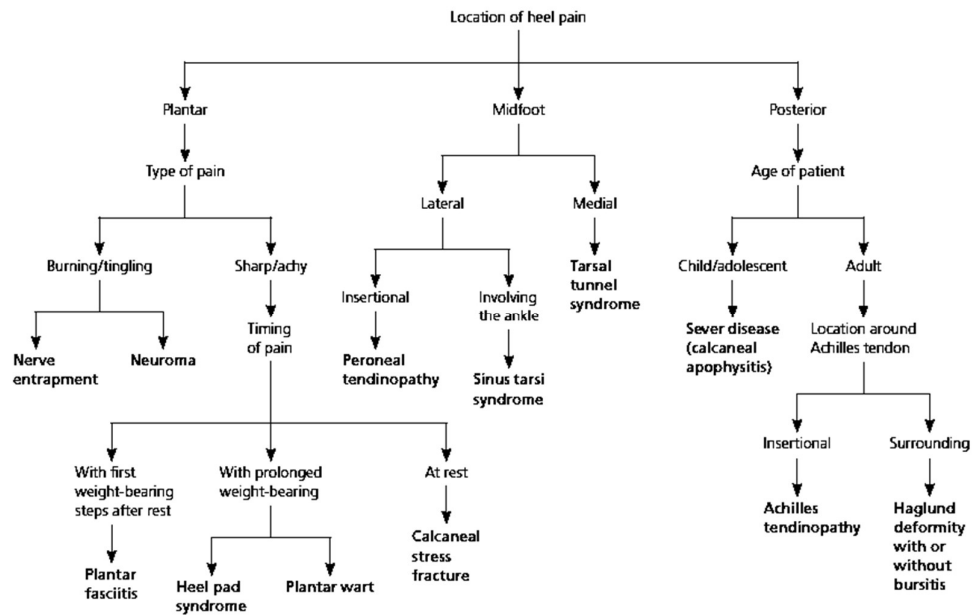 Location of heel pain
Plantar
Midfoot
Posterior
Type of pain
Age of patient
Lateral
Medial
Burning/tingling
Sharp/achy
Child/adolescent
Adult
Tarsal
tunnel
syndrome
Insertional
Involving
the ankle
Timing
of pain
Sever disease
(calcaneal
apophysitis)
Location around
Achilles tendon
Nerve
entrapment
Neuroma
Peroneal
tendinopathy
Sinus tarsi
syndrome
With first
weight-bearing
steps after rest
With prolonged
weight-bearing
At rest
Insertional
Surrounding
Plantar
fasciitis
Heel pad
syndrome
Plantar wart
Calcaneal
stress
fracture
Achilles
tendinopathy
Haglund
deformity
with or
without
bursitis